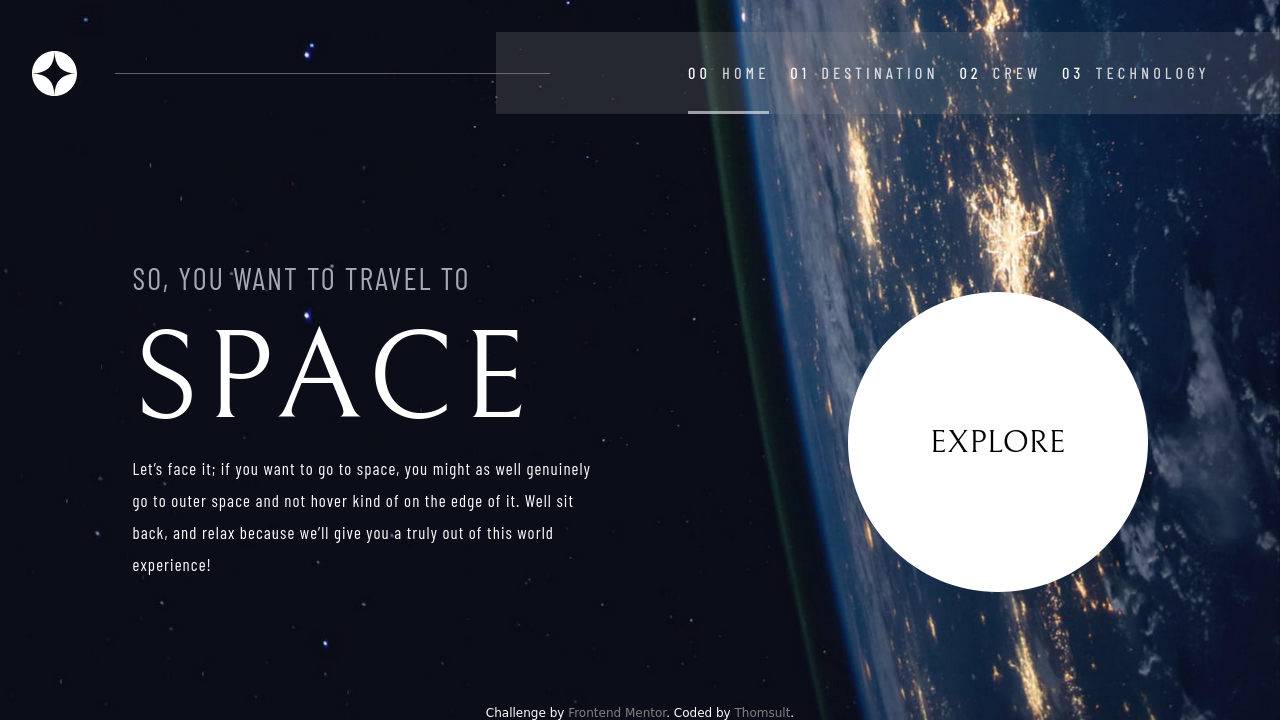 00 HOME 01 DESTINATION 02 CREW 03 TECHNOLOGY
SO, YOU WANT TO TRAVEL TO
SPACE
Let’s face it; if you want to go to space, you might as well genuinely
go to outer space and not hover kind of on the edge of it. Well sit
back, and relax because we’ll give you a truly out of this world
experience!
EXPLORE
Challenge by Frontend Mentor. Coded by Thomsult.